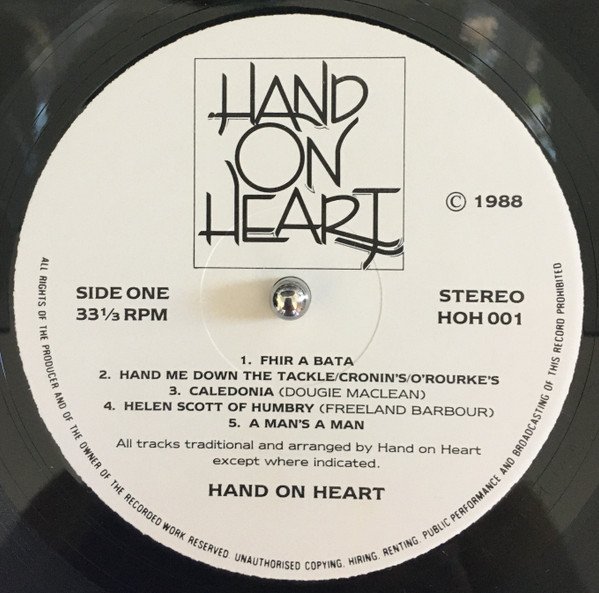 HAND
ON
HEART
© 1988
SIDE ONE
33⅓ RPM
STEREO
HOH 001
1. FHIR A BATA
2. HAND ME DOWN THE TACKLE/CRONIN'S/O'ROURKE'S
3. CALEDONIA (DOUGIE MACLEAN)
4. HELEN SCOTT OF HUMBRY (FREELAND BARBOUR)
5. A MAN'S A MAN
All tracks traditional and arranged by Hand on Heart
except where indicated.
HAND ON HEART
ALL RIGHTS OF THE PRODUCER AND OF THE OWNER OF THE RECORDED WORK RESERVED. UNAUTHORISED COPYING, HIRING, RENTING, PUBLIC PERFORMANCE AND BROADCASTING OF THIS RECORD PROHIBITED